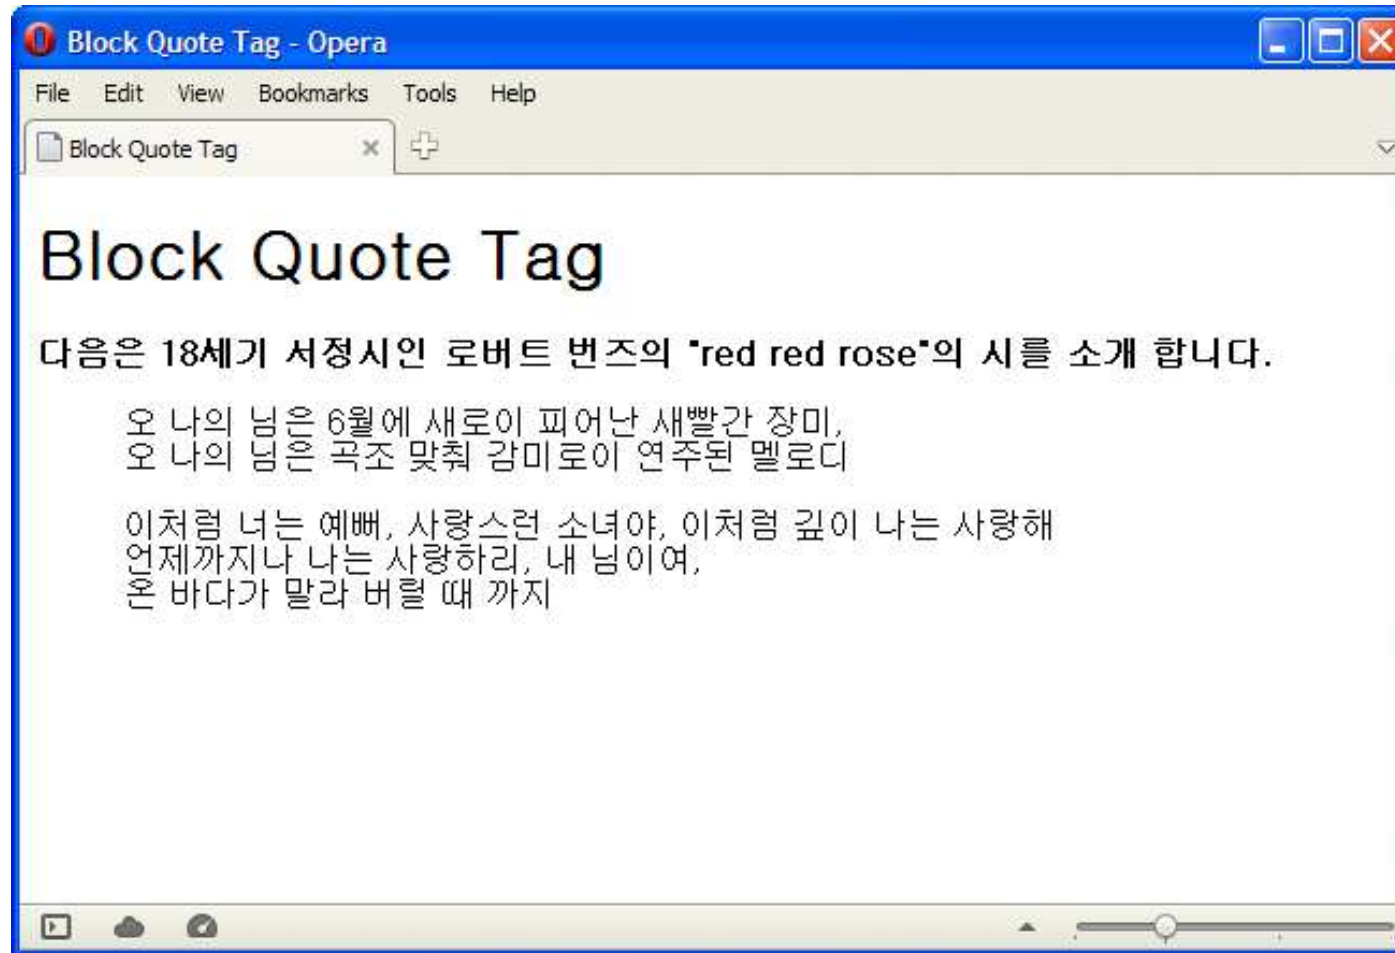 Block Quote Tag - Opera
File Edit View Bookmarks Tools Help
Block Quote Tag
Block Quote Tag
다음은 18세기 서정시인 로버트 번즈의 "red red rose"의 시를 소개 합니다.
오 나의 님은 6월에 새로이 피어난 새빨간 장미,
오 나의 님은 곡조 맞춰 감미로이 연주된 멜로디
이처럼 너는 예뻐, 사랑스런 소녀야, 이처럼 깊이 나는 사랑해
언제까지나 나는 사랑하리, 내 님이여,
온 바다가 말라 버릴 때 까지